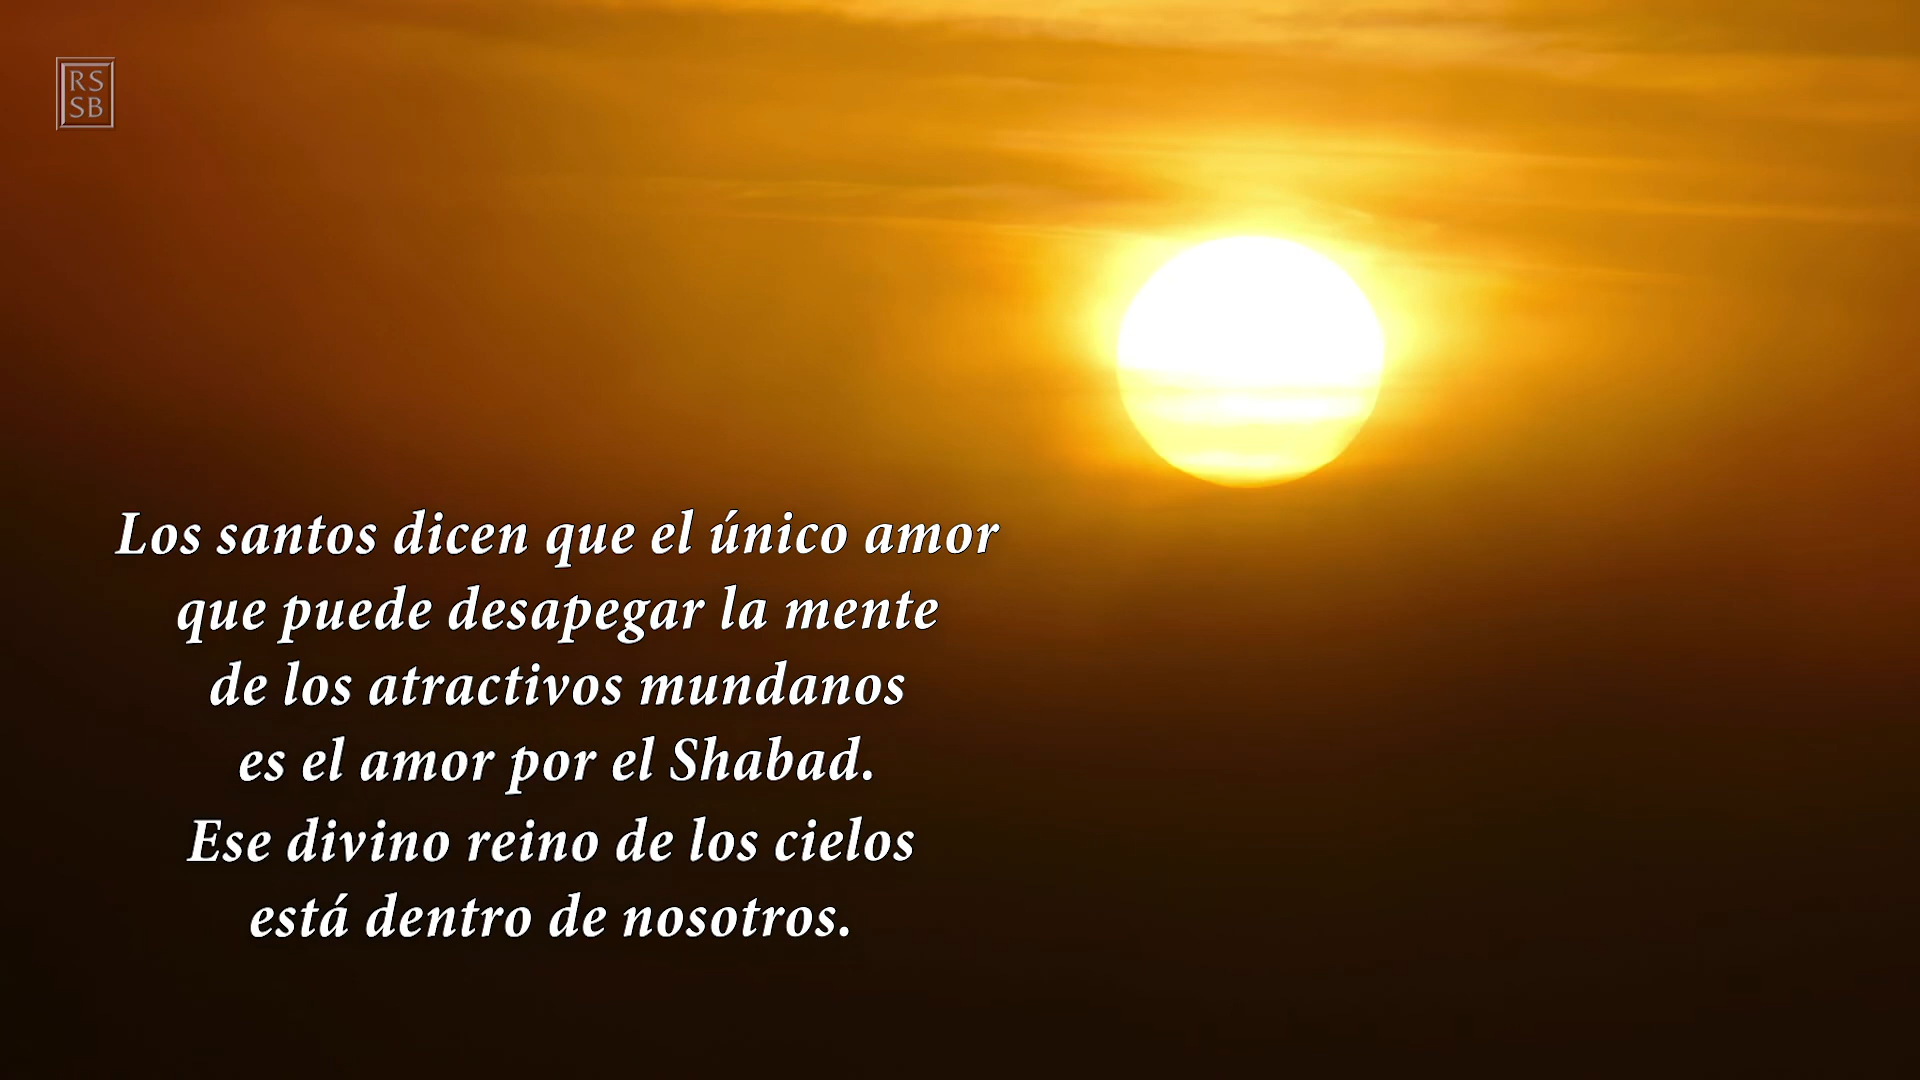 RS
SB
Los santos dicen que el único amor
que puede desapegar la mente
de los atractivos mundanos
es el amor por el Shabad.
Ese divino reino de los cielos
está dentro de nosotros.